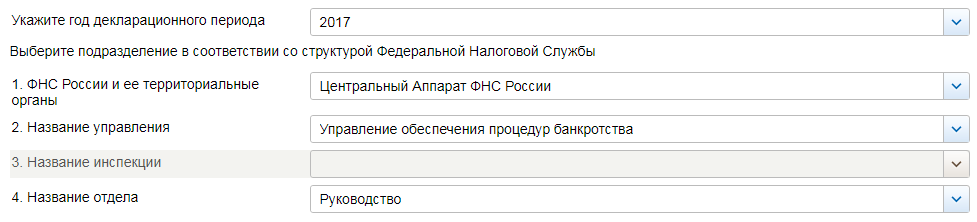 Укажите год декларационного периода 2017
Выберите подразделение в соответствии со структурой Федеральной Налоговой Службы
1. ФНС России и ее территориальные органы Центральный Аппарат ФНС России
2. Название управления Управление обеспечения процедур банкротства
3. Название инспекции
4. Название отдела Руководство